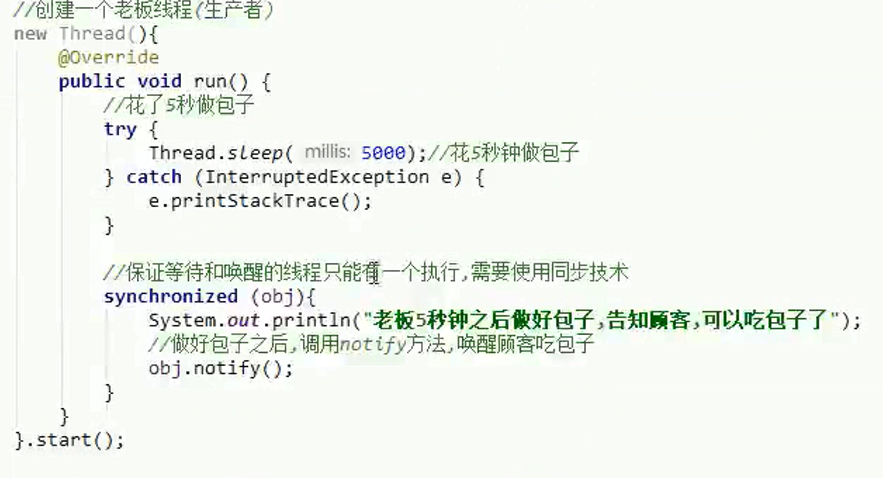 //创建一个老板线程(生产者)
new Thread(){
@Override
public void run() {
//花了5秒做包子
try {
Thread.sleep( millis: 5000);//花5秒钟做包子
} catch (InterruptedException e) {
e.printStackTrace();
}
//保证等待和唤醒的线程只能有一个执行,需要使用同步技术
synchronized (obj){
System.out.println("老板5秒钟之后做好包子,告知顾客,可以吃包子了");
//做好包子之后,调用notify方法,唤醒顾客吃包子
obj.notify();
}
}
}.start();